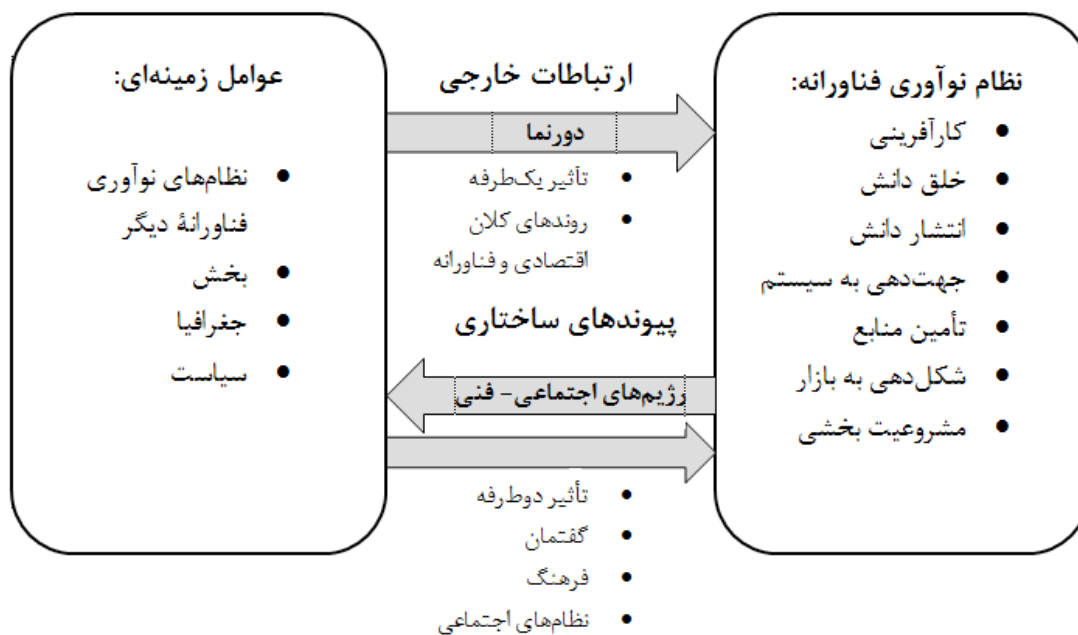 نظام نوآوری فناورانه:
کارآفرینی
خلق دانش
انتشار دانش
جهت‌دهی به سیستم
تأمین منابع
شکل‌دهی به بازار
مشروعیت بخشی
ارتباطات خارجی
دورنما
تأثیر یک‌طرفه
روندهای کلان
اقتصادی و فناورانه
پیوندهای ساختاری
رژیم‌های اجتماعی- فنی
تأثیر دوطرفه
گفتمان
فرهنگ
نظام‌های اجتماعی
عوامل زمینه‌ای:
نظام‌های نوآوری
فناورانۀ دیگر
بخش
جغرافیا
سیاست